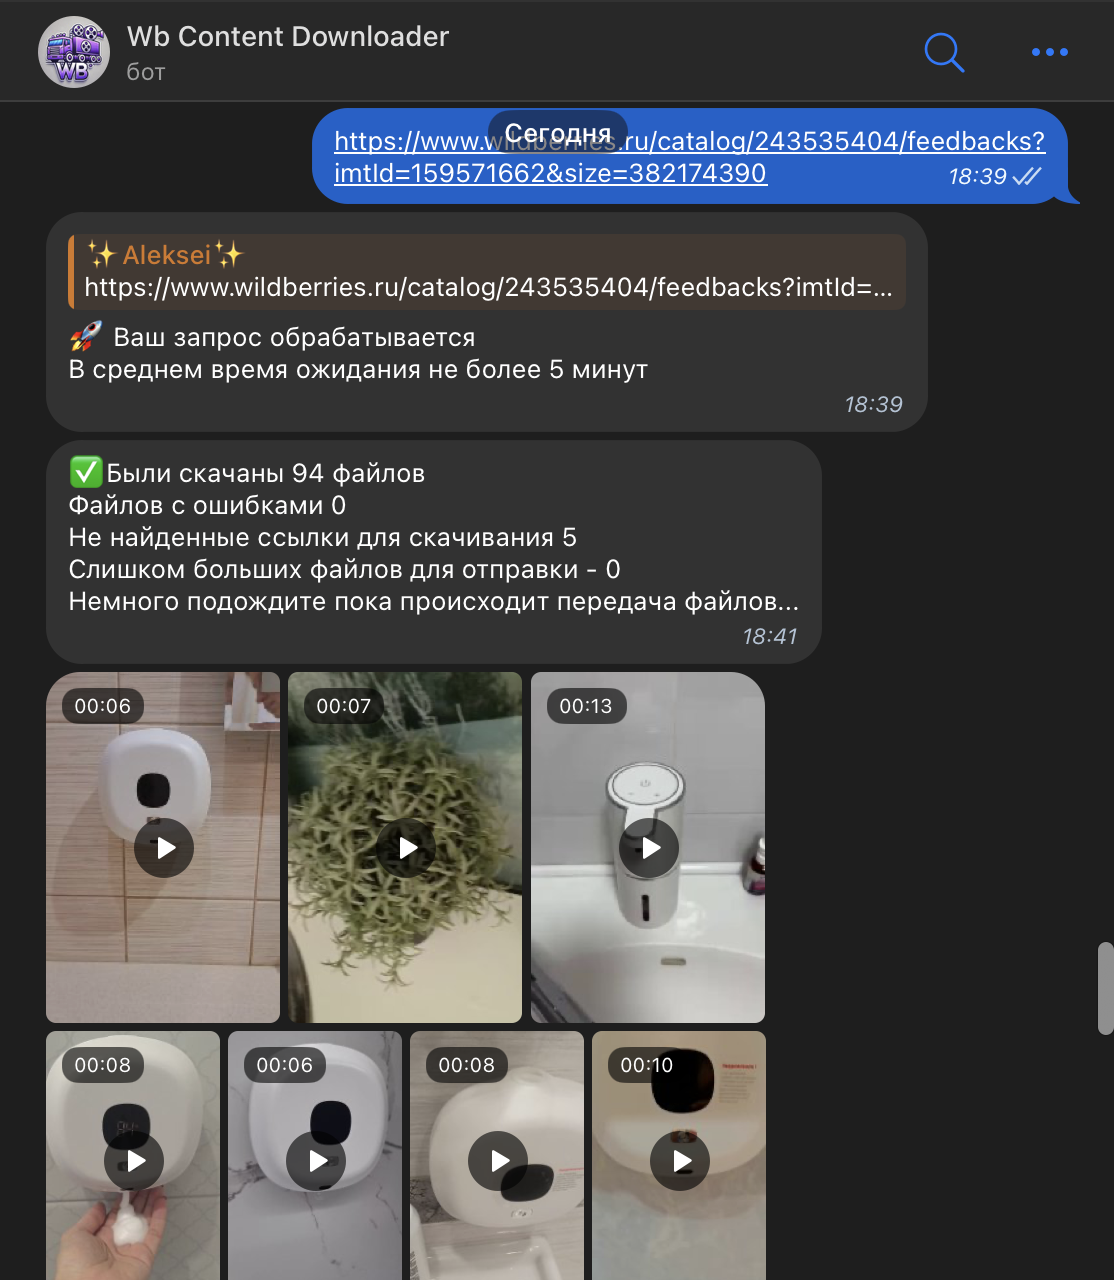 Wb Content Downloader
бот
WB
Сегодня
https://www.wildberries.ru/catalog/243535404/feedbacks?
imtId=159571662&size=382174390
18:39
✨Aleksei✨
https://www.wildberries.ru/catalog/243535404/feedbacks?imtId=...
🚀 Ваш запрос обрабатывается
В среднем время ожидания не более 5 минут
18:39
✅Были скачаны 94 файлов
Файлов с ошибками 0
Не найденные ссылки для скачивания 5
Слишком больших файлов для отправки - 0
Немного подождите пока происходит передача файлов...
18:41
00:06
00:07
00:13
00:08
00:06
00:08
00:10